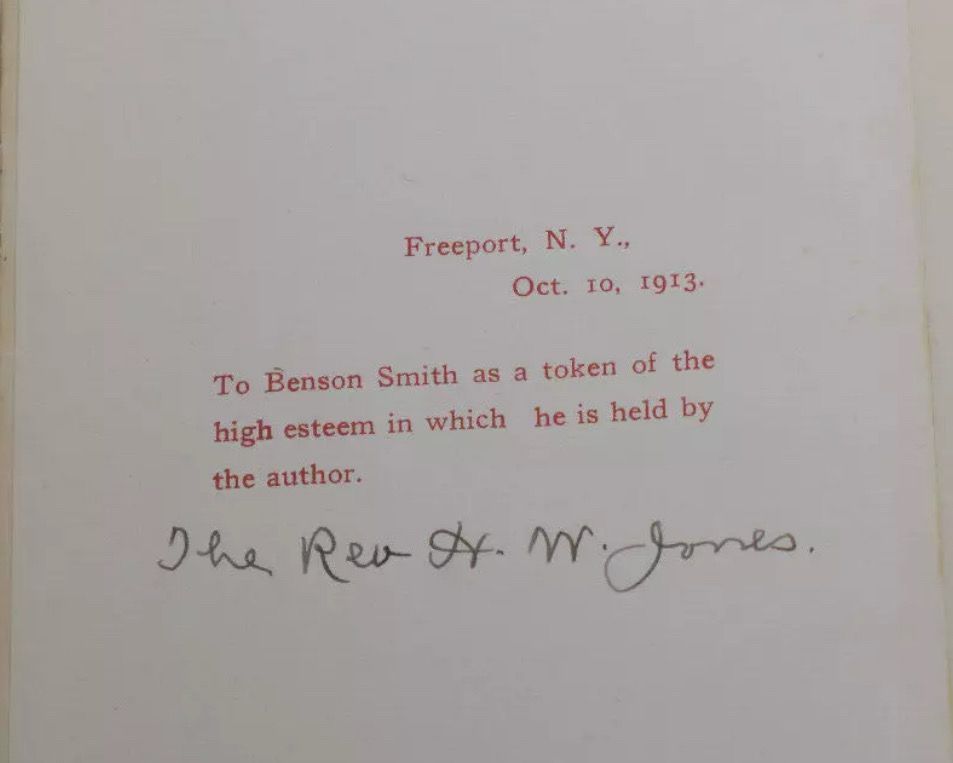 Freeport, N. Y.,
Oct. 10, 1913.
To Benson Smith as a token of the
high esteem in which he is held by
the author.
The Rev H. W. Jones.